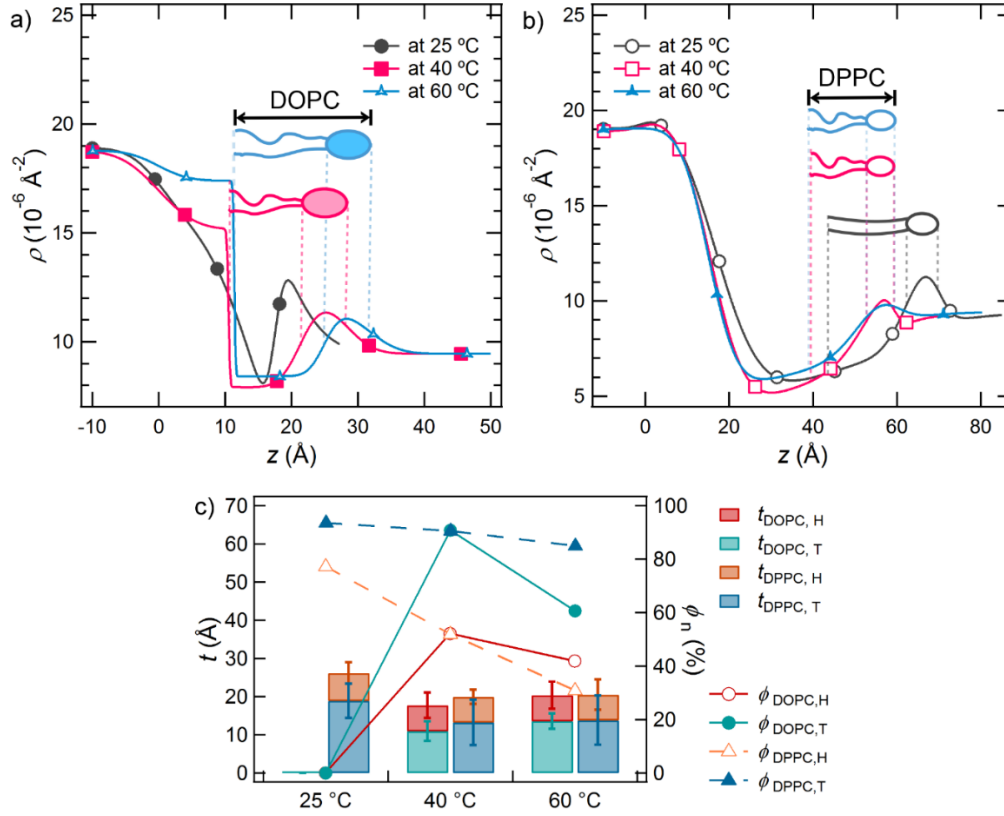 a)
25
20
15
10
ρ (10⁻⁶ Å⁻²)
at 25 ºC
at 40 ºC
at 60 ºC
DOPC
-10 0 10 20 30 40 50
z (Å)
b)
25
20
15
10
5
ρ (10⁻⁶ Å⁻²)
at 25 ºC
at 40 ºC
at 60 ºC
DPPC
0 20 40 60 80
z (Å)
c)
70
60
50
40
30
20
10
0
t (Å)
100
80
60
40
20
0
ϕn (%)
25 °C 40 °C 60 °C
tDOPC, H
tDOPC, T
tDPPC, H
tDPPC, T
ϕDOPC,H
ϕDOPC,T
ϕDPPC,H
ϕDPPC,T